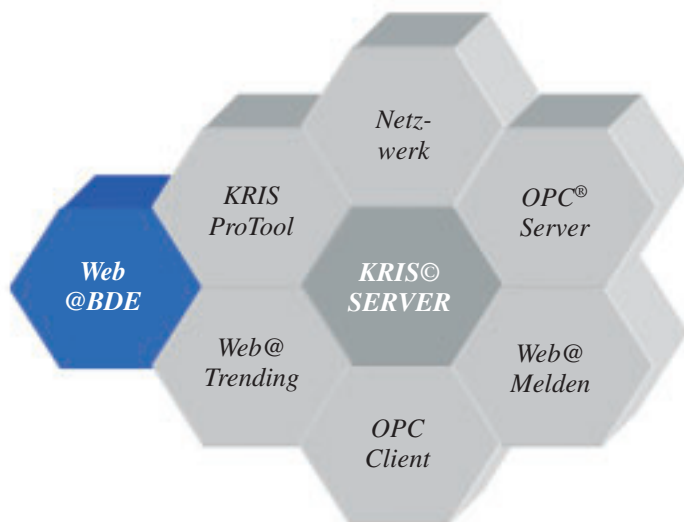 Netz-
werk
KRIS
ProTool
OPC®
Server
Web
@BDE
KRIS©
SERVER
Web@
Trending
Web@
Melden
OPC
Client